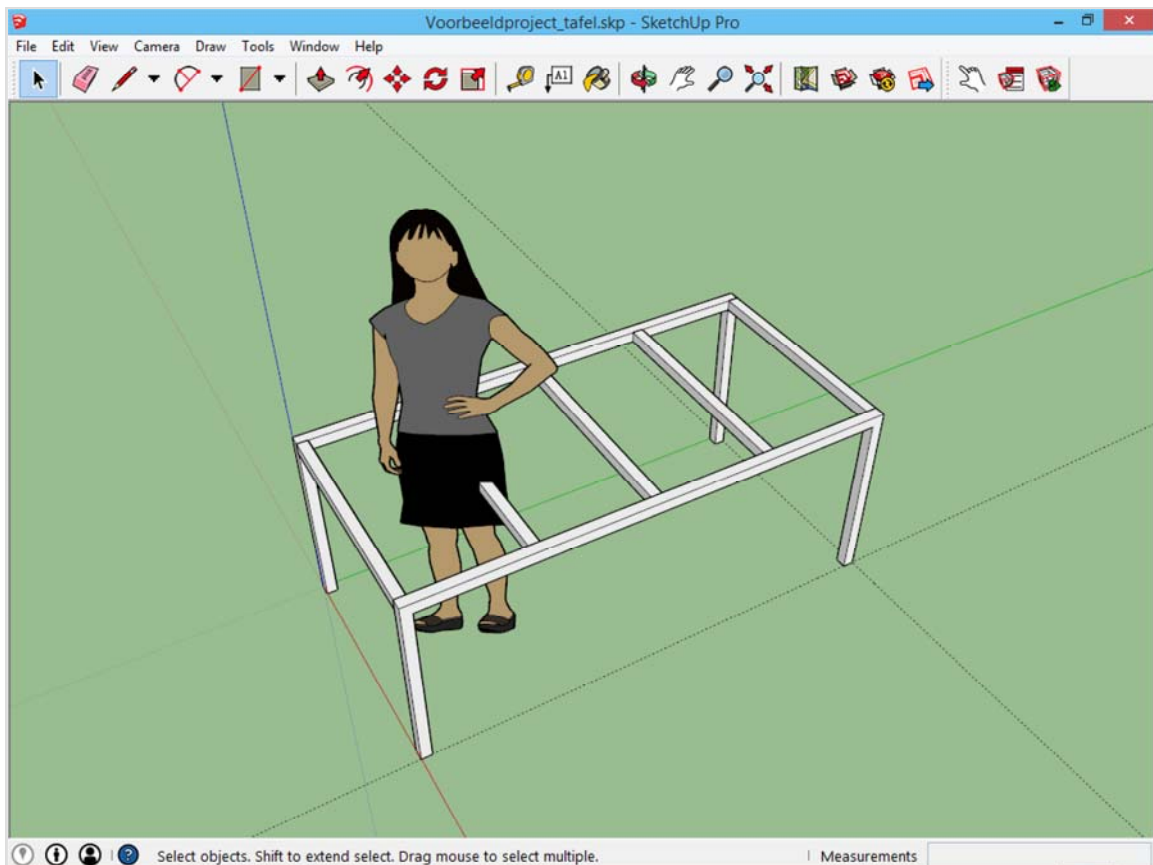 Voorbeeldproject_tafel.skp - SketchUp Pro
File Edit View Camera Draw Tools Window Help
A1
Select objects. Shift to extend select. Drag mouse to select multiple.
Measurements